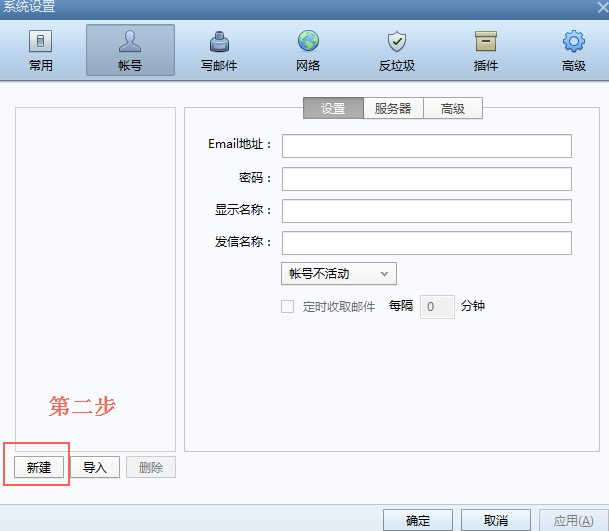 系统设置
常用 帐号 写邮件 网络 反垃圾 插件 高级
设置 服务器 高级
Email地址：
密码：
显示名称：
发信名称：
帐号不活动
定时收取邮件 每隔 0 分钟
第二步
新建 导入 删除
确定 取消 应用(A)